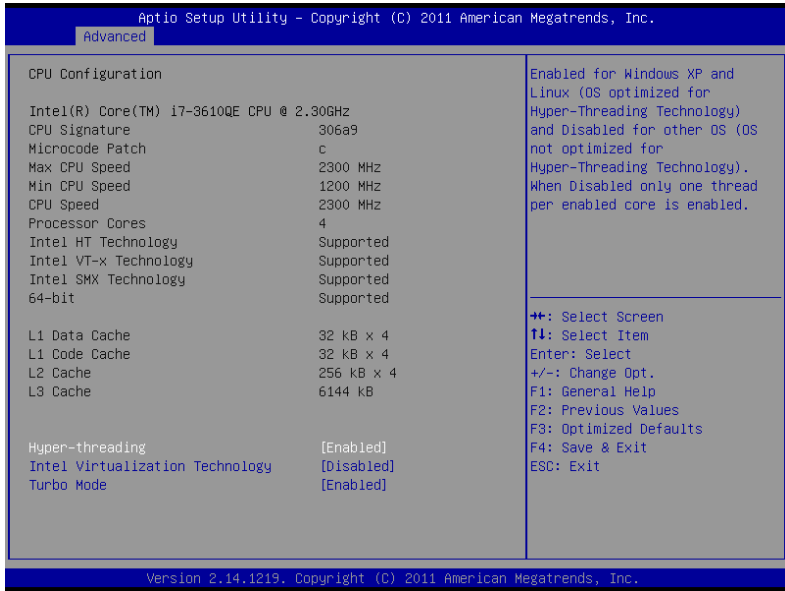 Aptio Setup Utility - Copyright (C) 2011 American Megatrends, Inc.
Advanced
CPU Configuration
Intel(R) Core(TM) i7-3610QE CPU @ 2.30GHz
CPU Signature 306a9
Microcode Patch c
Max CPU Speed 2300 MHz
Min CPU Speed 1200 MHz
CPU Speed 2300 MHz
Processor Cores 4
Intel HT Technology Supported
Intel VT-x Technology Supported
Intel SMX Technology Supported
64-bit Supported
L1 Data Cache 32 kB x 4
L1 Code Cache 32 kB x 4
L2 Cache 256 kB x 4
L3 Cache 6144 kB
Hyper-threading [Enabled]
Intel Virtualization Technology [Disabled]
Turbo Mode [Enabled]
Enabled for Windows XP and
Linux (OS optimized for
Hyper-Threading Technology)
and Disabled for other OS (OS
not optimized for
Hyper-Threading Technology).
When Disabled only one thread
per enabled core is enabled.
→←: Select Screen
↑↓: Select Item
Enter: Select
+/-: Change Opt.
F1: General Help
F2: Previous Values
F3: Optimized Defaults
F4: Save & Exit
ESC: Exit
Version 2.14.1219. Copyright (C) 2011 American Megatrends, Inc.